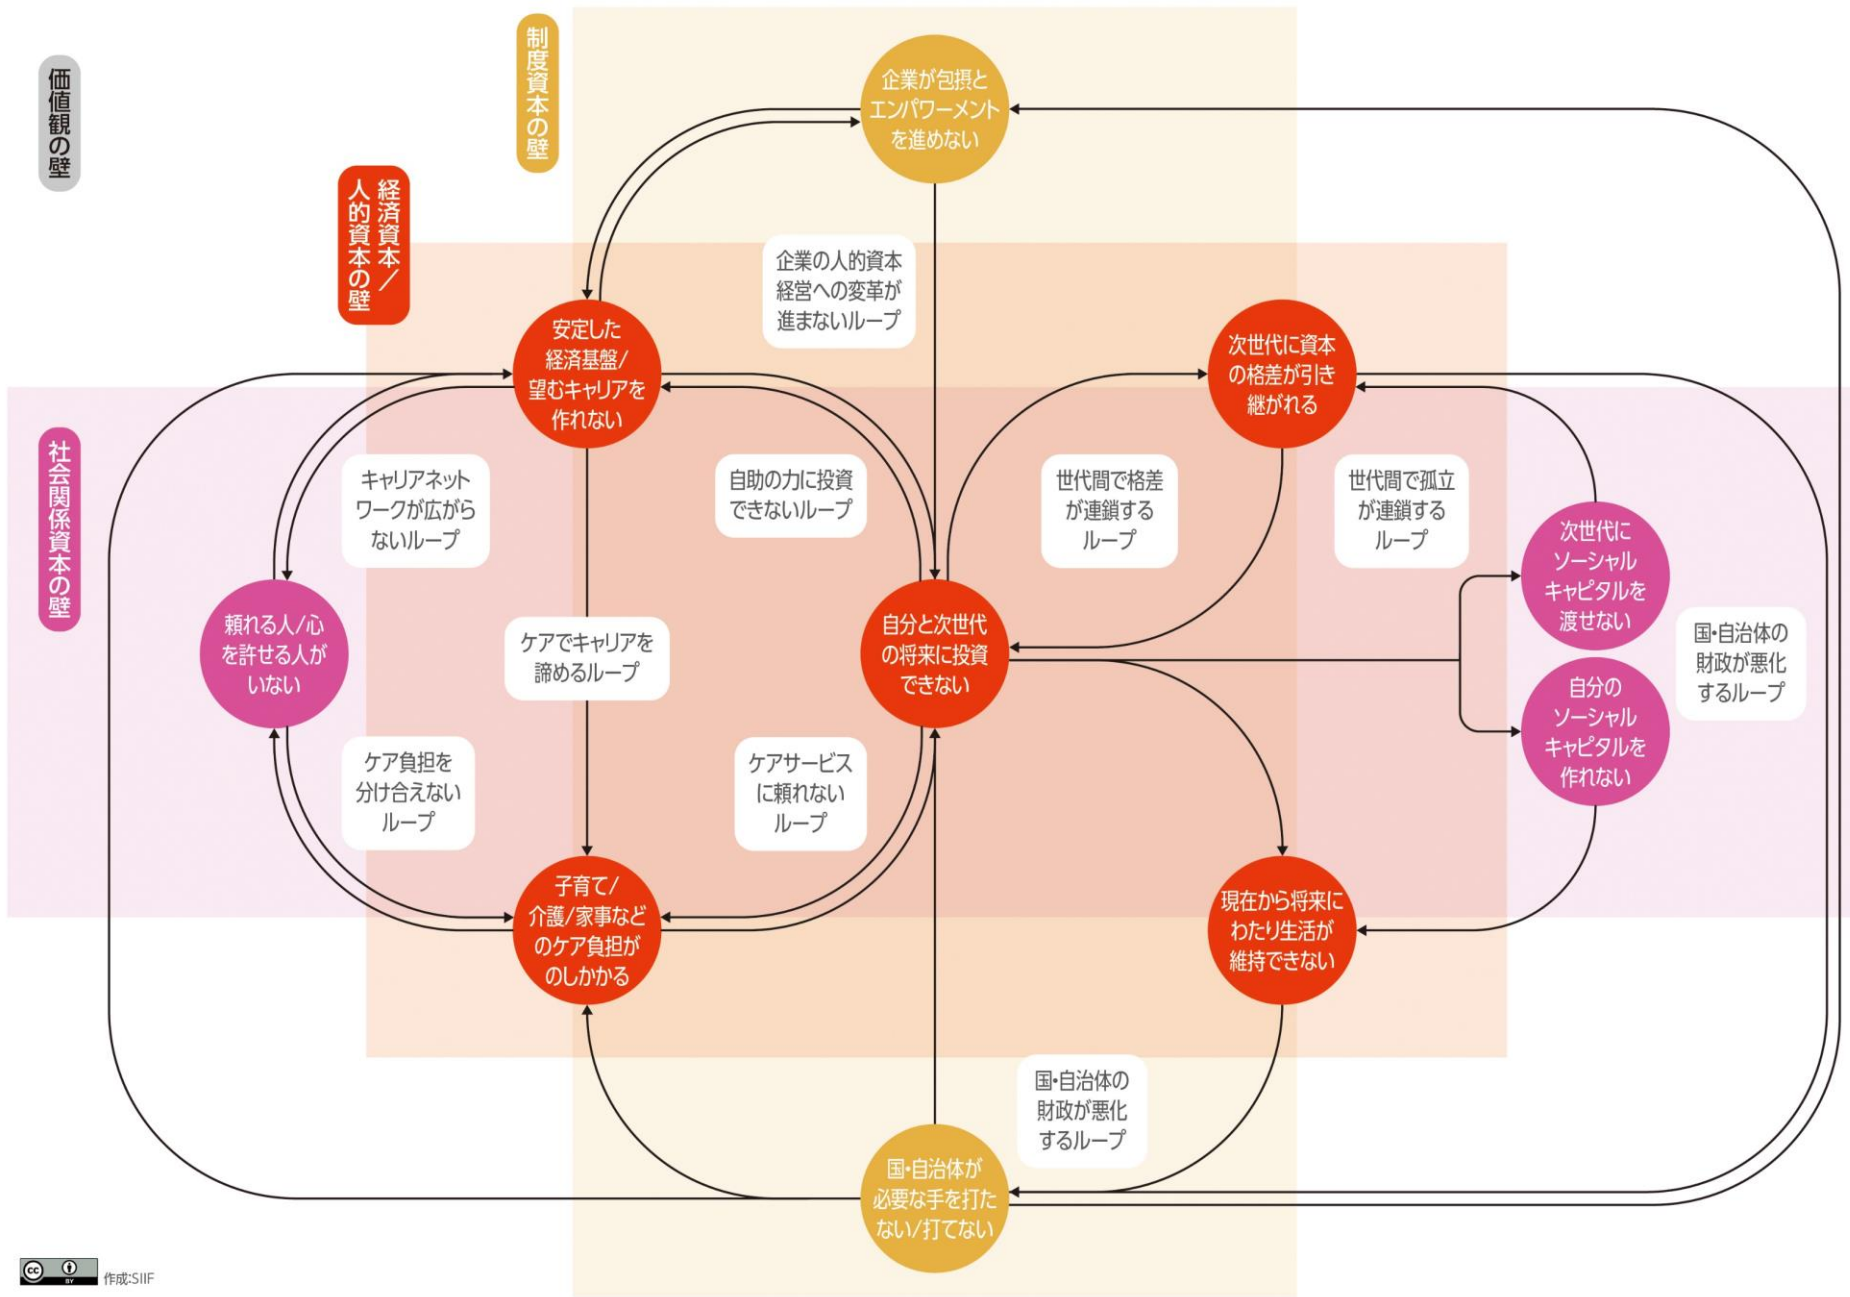 価値観の壁
制度資本の壁
経済資本／
人的資本の壁
社会関係資本の壁
企業が包摂と
エンパワーメント
を進めない
企業の人的資本
経営への変革が
進まないループ
安定した
経済基盤/
望むキャリアを
作れない
次世代に資本
の格差が引き
継がれる
キャリアネット
ワークが広がら
ないループ
自助の力に投資
できないループ
世代間で格差
が連鎖する
ループ
世代間で孤立
が連鎖する
ループ
次世代に
ソーシャル
キャピタルを
渡せない
頼れる人/心
を許せる人が
いない
ケアでキャリアを
諦めるループ
自分と次世代
の将来に投資
できない
国・自治体の
財政が悪化
するループ
自分の
ソーシャル
キャピタルを
作れない
ケア負担を
分け合えない
ループ
ケアサービス
に頼れない
ループ
子育て/
介護/家事など
のケア負担が
のしかかる
現在から将来に
わたり生活が
維持できない
国・自治体の
財政が悪化
するループ
国・自治体が
必要な手を打た
ない/打てない
cc
BY
作成:SIIF